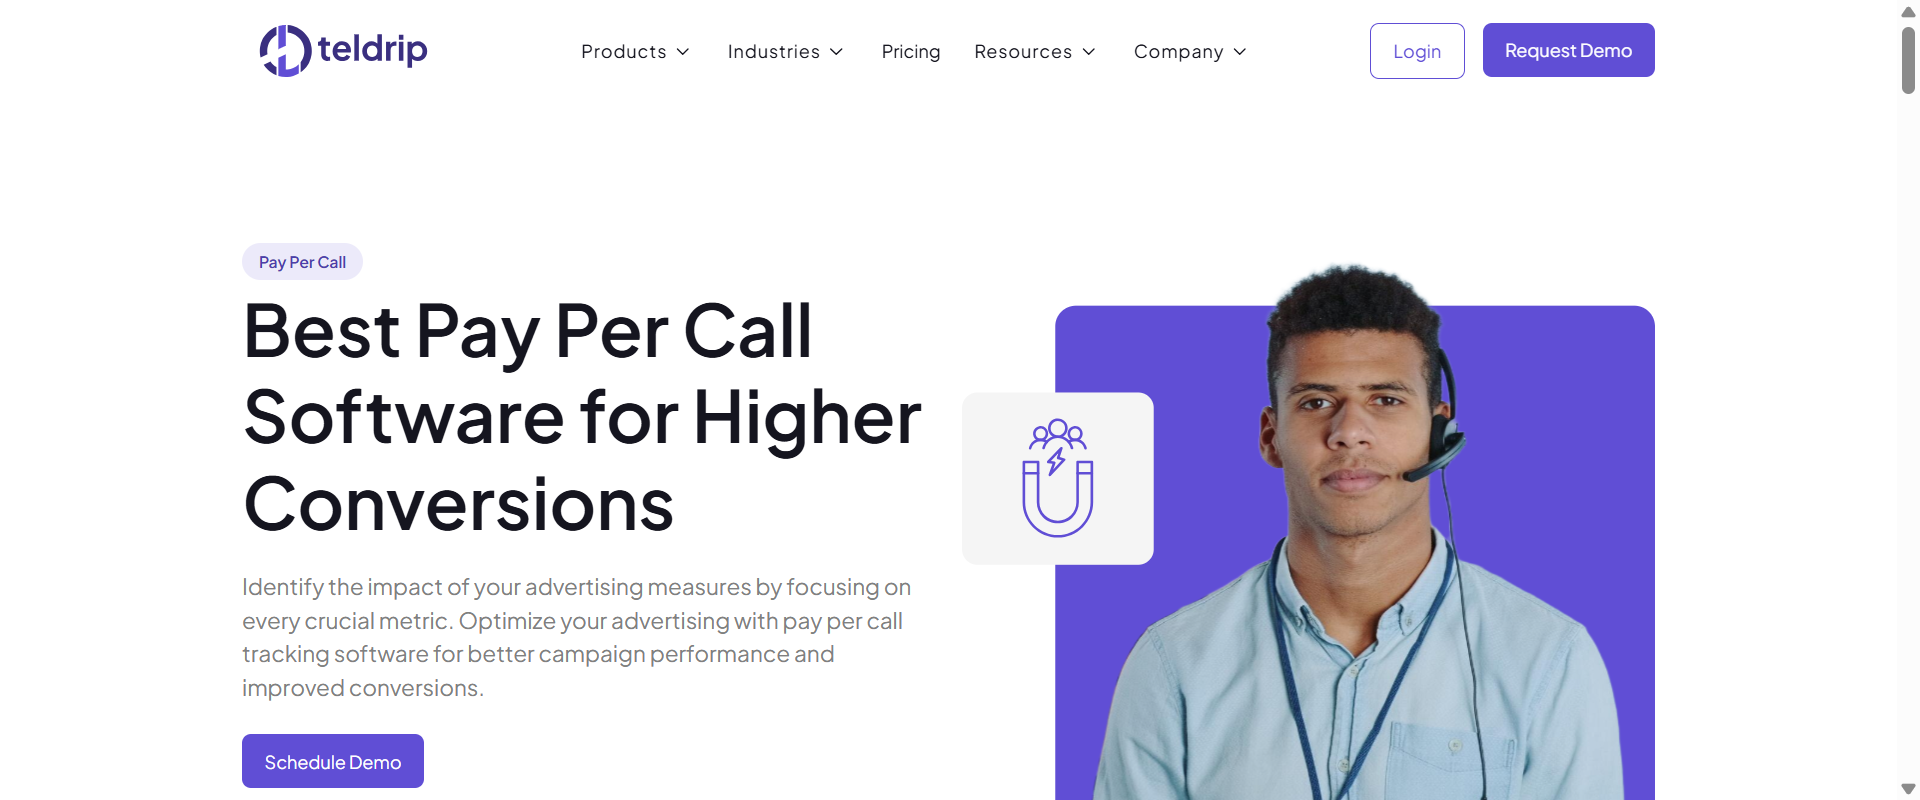 teldrip
Products
Industries
Pricing
Resources
Company
Login
Request Demo
Pay Per Call
Best Pay Per Call
Software for Higher
Conversions
Identify the impact of your advertising measures by focusing on
every crucial metric. Optimize your advertising with pay per call
tracking software for better campaign performance and
improved conversions.
Schedule Demo